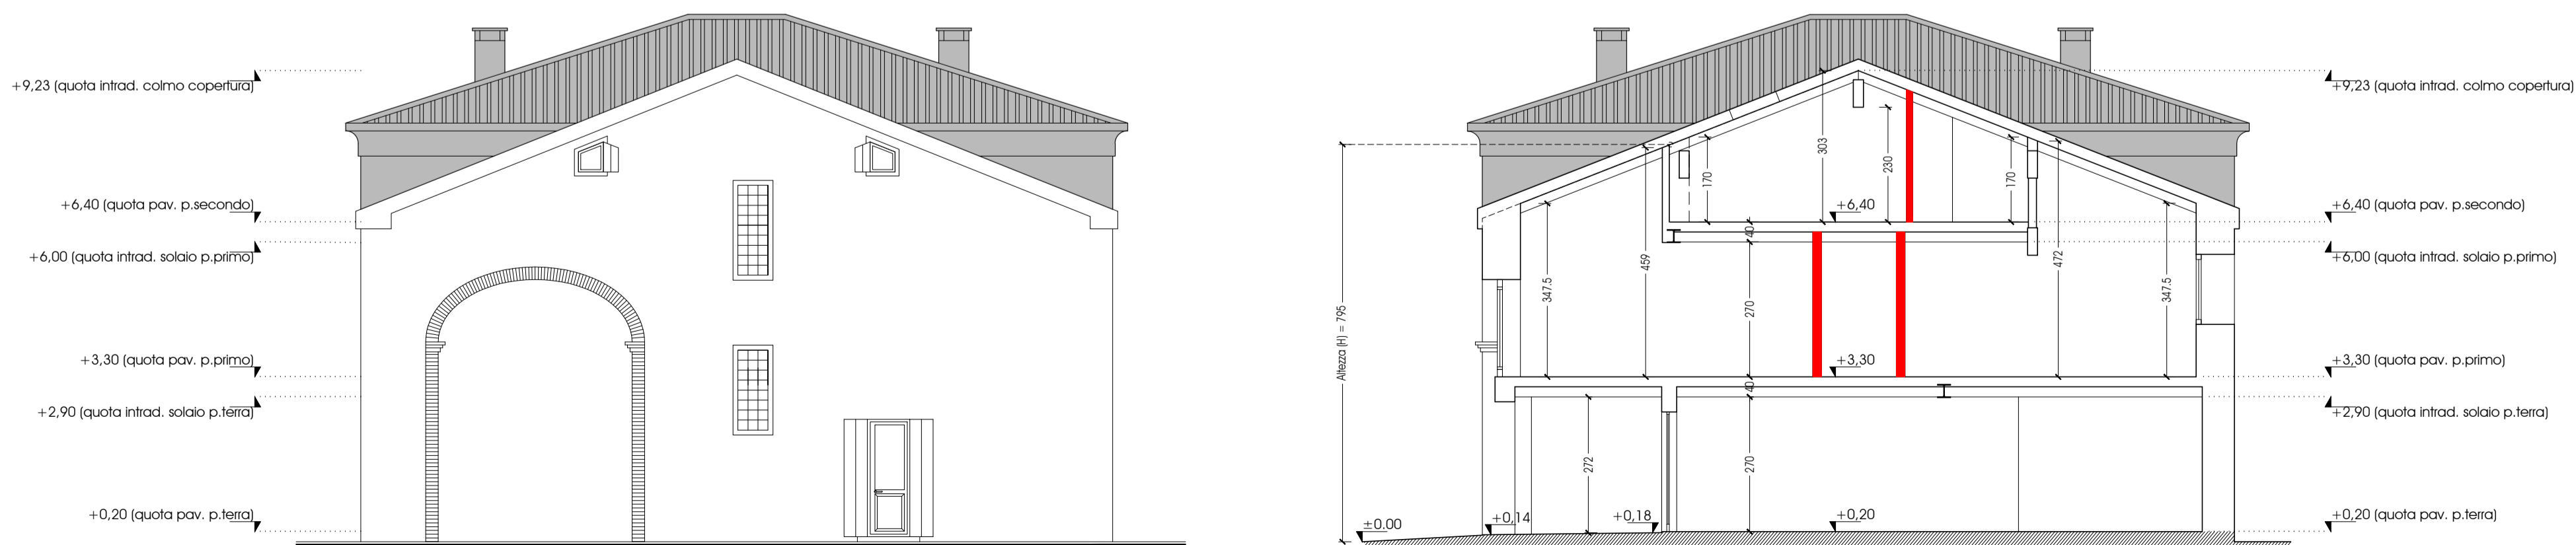 +9,23 (quota intrad. colmo copertura)
+6,40 (quota pav. p.secondo)
+6,00 (quota intrad. solaio p.primo)
+3,30 (quota pav. p.primo)
+2,90 (quota intrad. solaio p.terra)
+0,20 (quota pav. p.terra)
Altezza (H) = 795
±0.00
+0,14
+0,18
+0,20
347.5
459
170
303
230
170
+6,40
40
270
472
347.5
+3,30
40
272
270
+9,23 (quota intrad. colmo copertura)
+6,40 (quota pav. p.secondo)
+6,00 (quota intrad. solaio p.primo)
+3,30 (quota pav. p.primo)
+2,90 (quota intrad. solaio p.terra)
+0,20 (quota pav. p.terra)